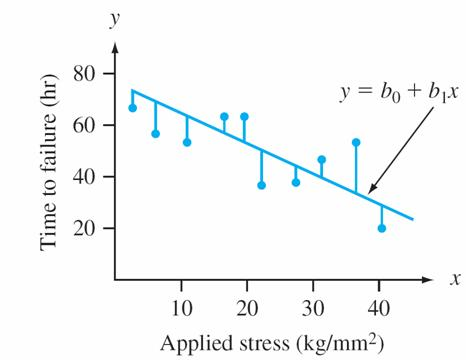 y
80
60
40
20
Time to failure (hr)
y = b₀ + b₁x
x
10 20 30 40
Applied stress (kg/mm²)